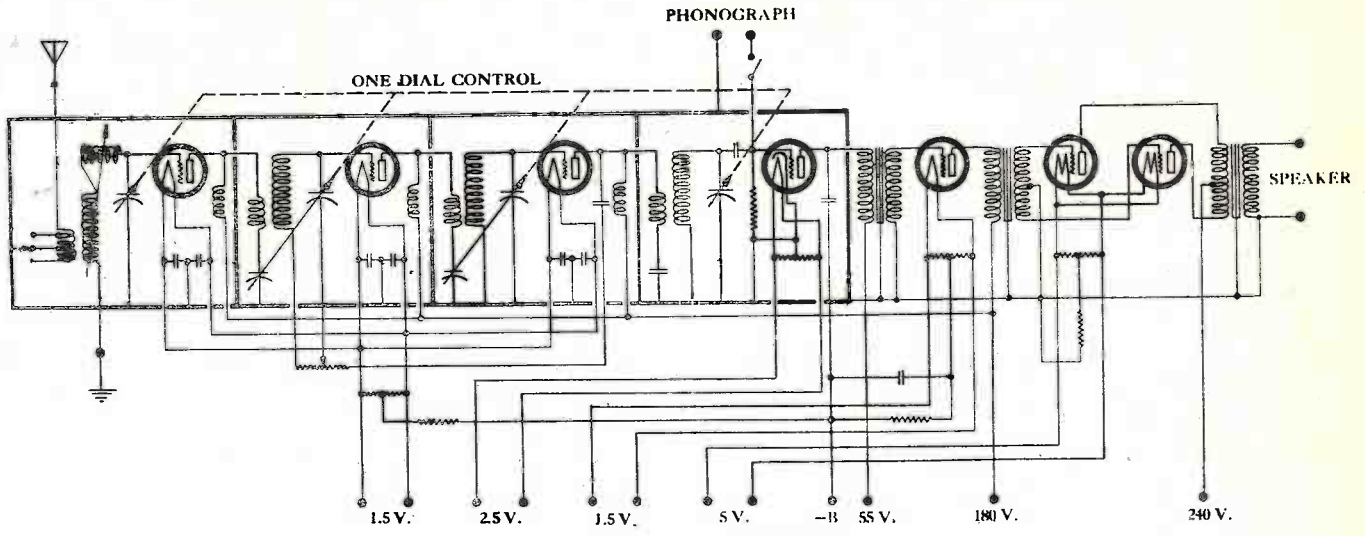 PHONOGRAPH
ONE DIAL CONTROL
SPEAKER
1.5 V. 2.5 V. 1.5 V. 5 V. —B 55 V. 180 V. 240 V.